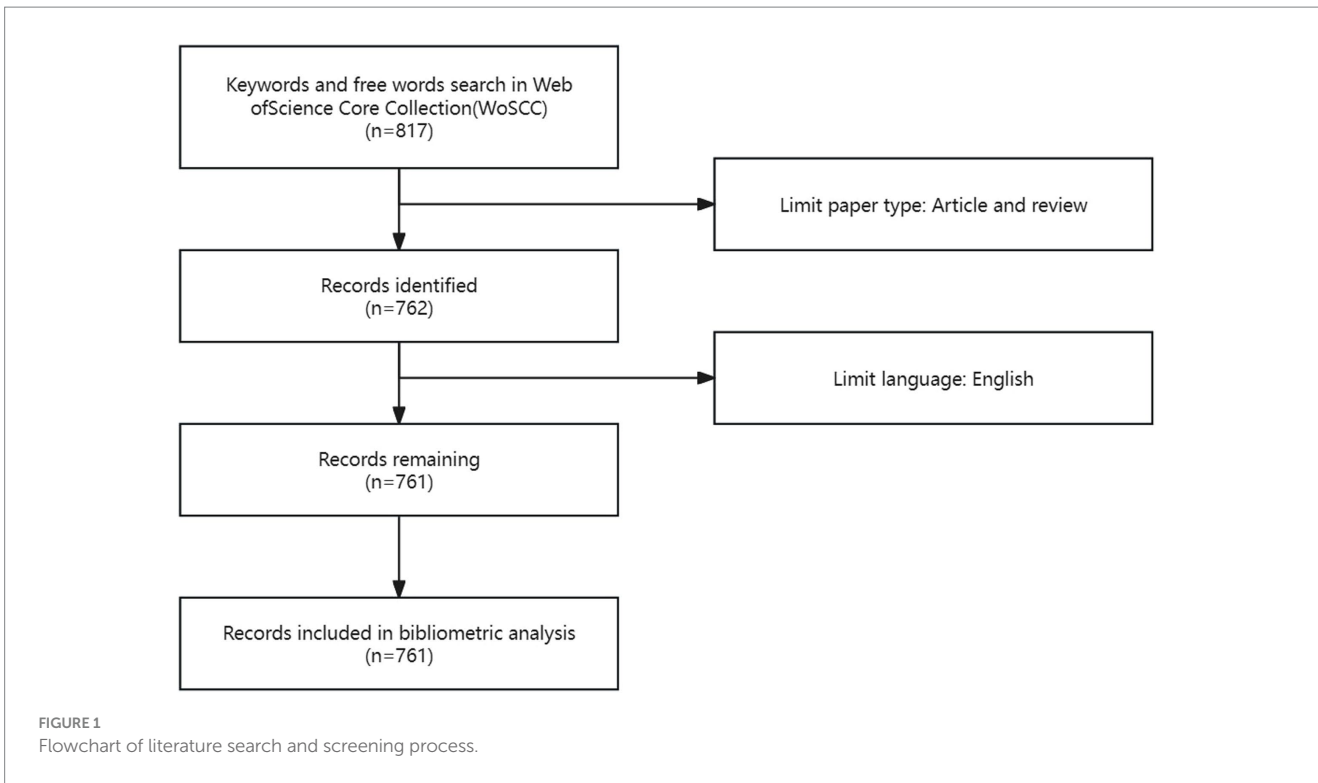 Keywords and free words search in Web
ofScience Core Collection(WoSCC)
(n=817)
Limit paper type: Article and review
Records identified
(n=762)
Limit language: English
Records remaining
(n=761)
Records included in bibliometric analysis
(n=761)
FIGURE 1
Flowchart of literature search and screening process.